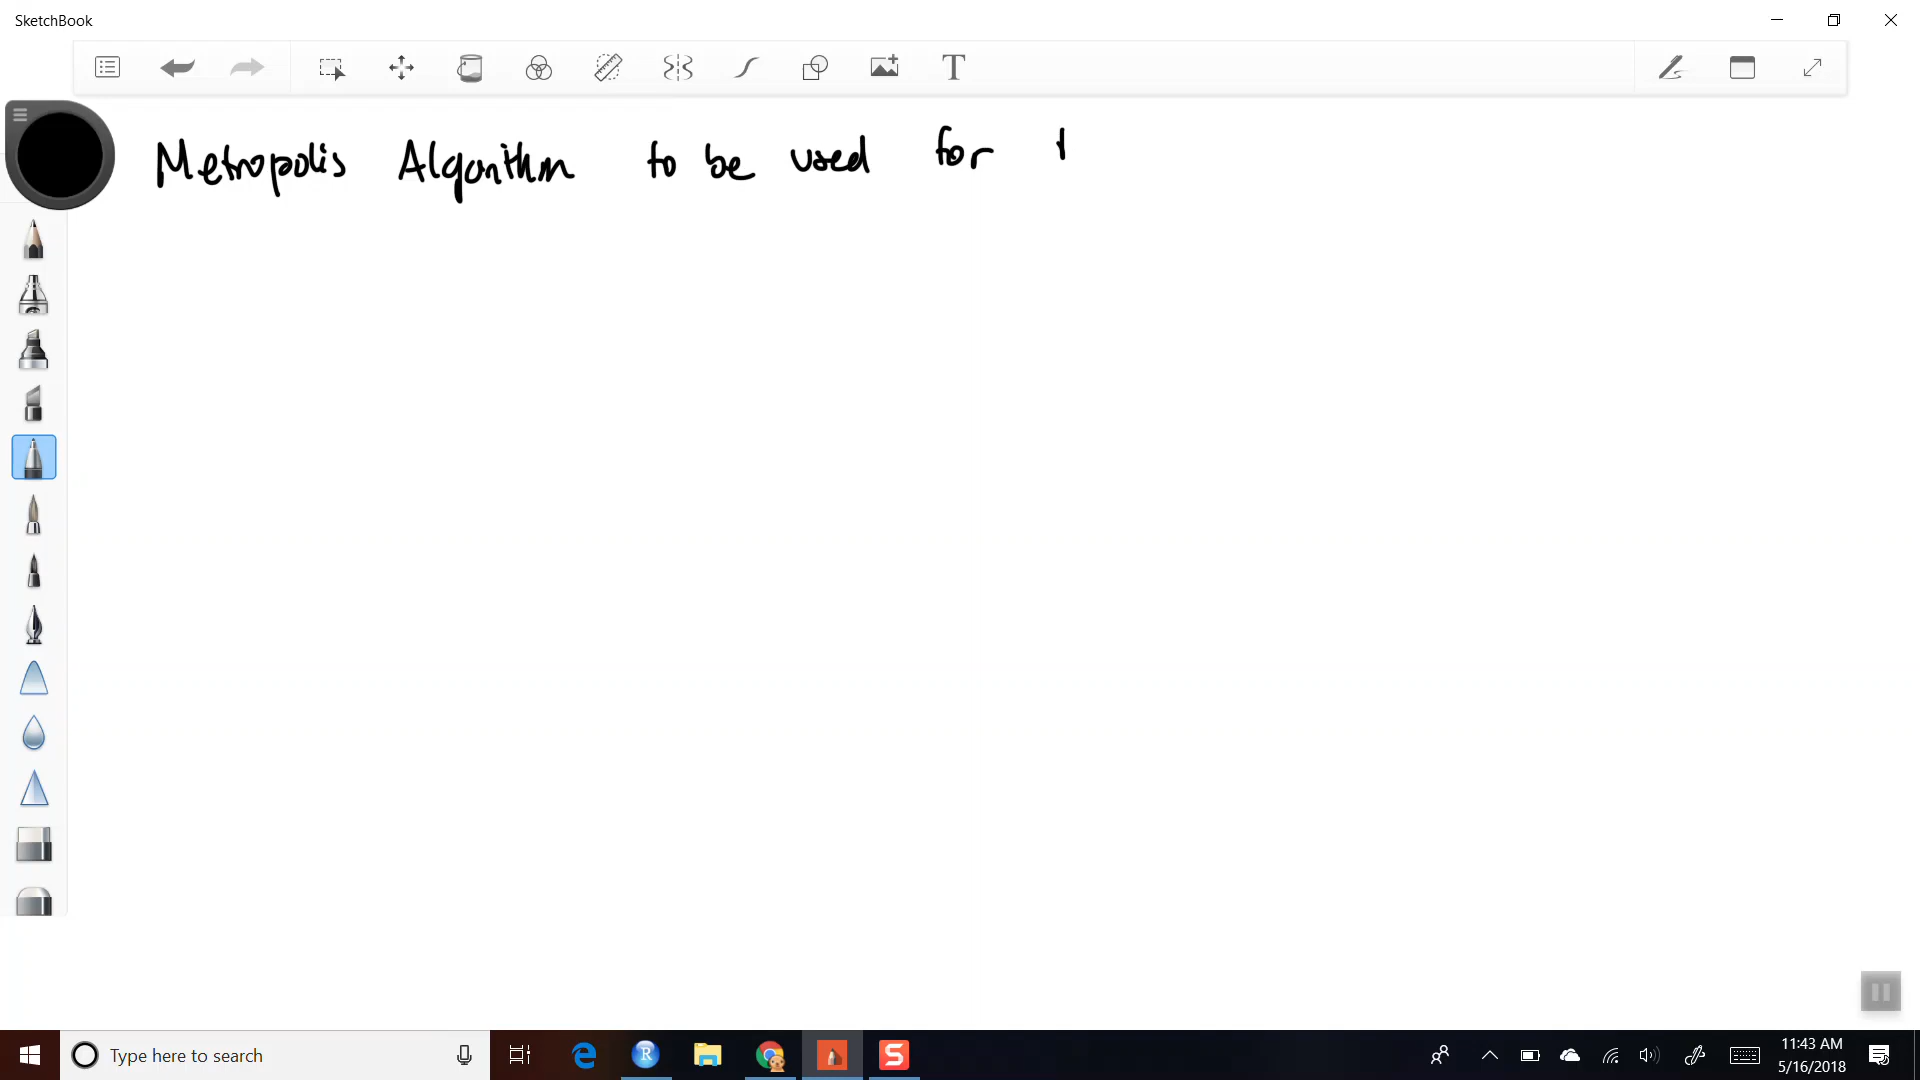 SketchBook
T
Metropolis Algorithm to be used for
Type here to search
11:43 AM
5/16/2018